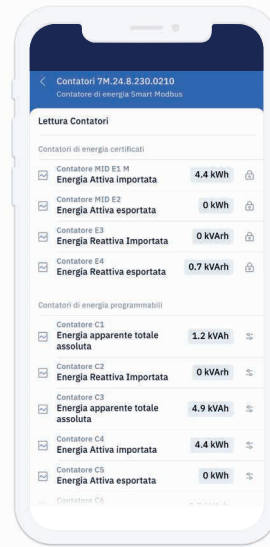 Contatori 7M.24.8.230.0210
Contatore di energia Smart Modbus
Lettura Contatori
Contatori di energia certificati
Contatore MID E1 M
Energia Attiva importata
4.4 kWh
Contatore MID E2
Energia Attiva esportata
0 kWh
Contatore E3
Energia Reattiva Importata
0 kVArh
Contatore E4
Energia Reattiva esportata
0.7 kVArh
Contatori di energia programmabili
Contatore C1
Energia apparente totale
assoluta
1.2 kVAh
Contatore C2
Energia Reattiva Importata
0 kVArh
Contatore C3
Energia apparente totale
assoluta
4.9 kVAh
Contatore C4
Energia Attiva importata
4.4 kWh
Contatore C5
Energia Attiva esportata
0 kWh
Contatore C6